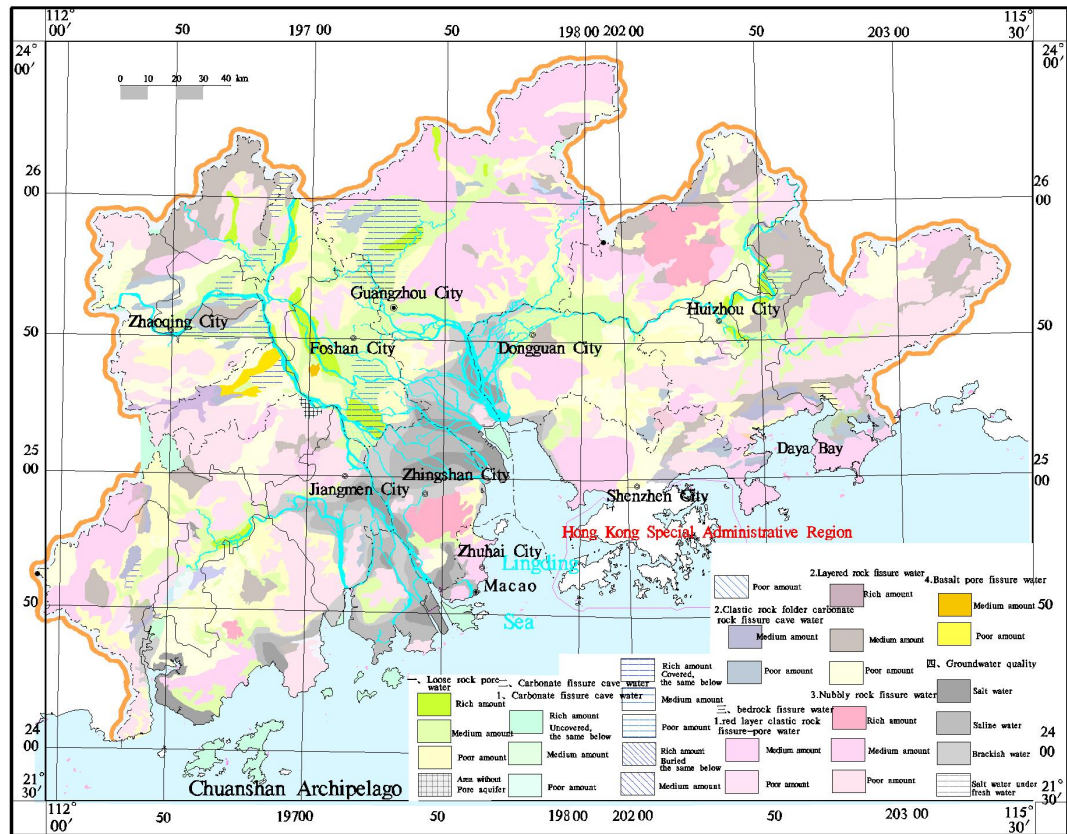 112° 00′
50
197 00
50
198 00
202 00
50
203 00
115° 30′
24° 00′
24° 00′
0 10 20 30 40 km
26 00
26 00
Guangzhou City
Huizhou City
Zhaoqing City
50
Foshan City
Dongguan City
50
25 00
Daya Bay
25 00
Zhingshan City
Jiangmen City
Shenzhen City
Hong Kong Special Administrative Region
Zhuhai City
Lingding
Macao
Sea
50
50
Chuanshan Archipelago
24 00
24 00
21° 30′
21° 30′
一、Loose rock pore water
Rich amount
Medium amount
Poor amount
Area without Pore aquifer
二、Carbonate fissure cave water
1、Carbonate fissure cave water
Rich amount Uncovered, the same below
Medium amount
Poor amount
Rich amount Covered, the same below
Medium amount
Poor amount
Rich amount Buried the same below
Medium amount
Poor amount
2.Clastic rock folder carbonate
rock fissure cave water
Medium amount
Poor amount
三、bedrock fissure water
1.red layer clastic rock
fissure-pore water
Medium amount
Poor amount
2.Layered rock fissure water
Rich amount
Medium amount
Poor amount
3.Nubbly rock fissure water
Rich amount
Medium amount
Poor amount
4.Basalt pore fissure water
Medium amount
Poor amount
四、Groundwater quality
Salt water
Saline water
Brackish water
Salt water under fresh water
112° 00′
19700
50
198 00
202 00
50
203 00
115° 30′